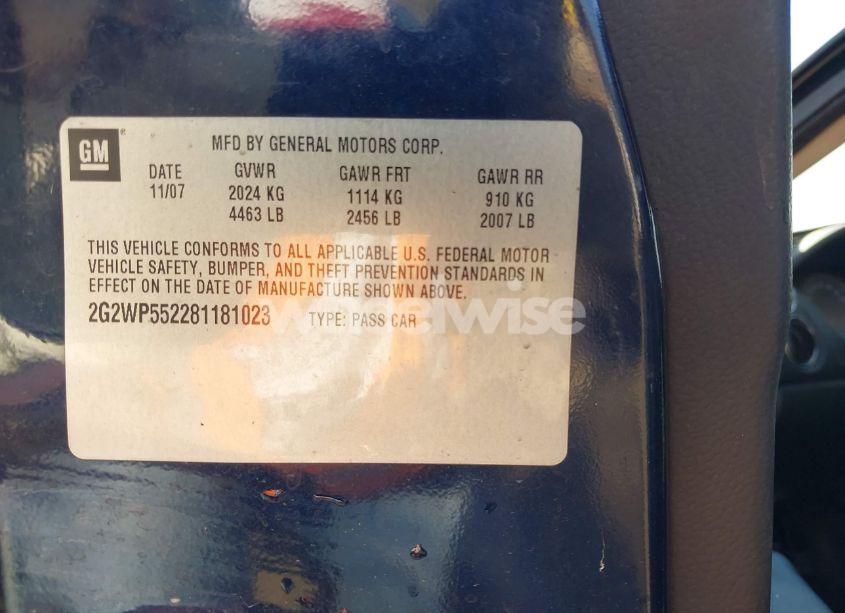 GM
MFD BY GENERAL MOTORS CORP.
DATE GVWR GAWR FRT GAWR RR
11/07 2024 KG 1114 KG 910 KG
4463 LB 2456 LB 2007 LB
THIS VEHICLE CONFORMS TO ALL APPLICABLE U.S. FEDERAL MOTOR
VEHICLE SAFETY, BUMPER, AND THEFT PREVENTION STANDARDS IN
EFFECT ON THE DATE OF MANUFACTURE SHOWN ABOVE.
2G2WP552281181023 TYPE: PASS CAR